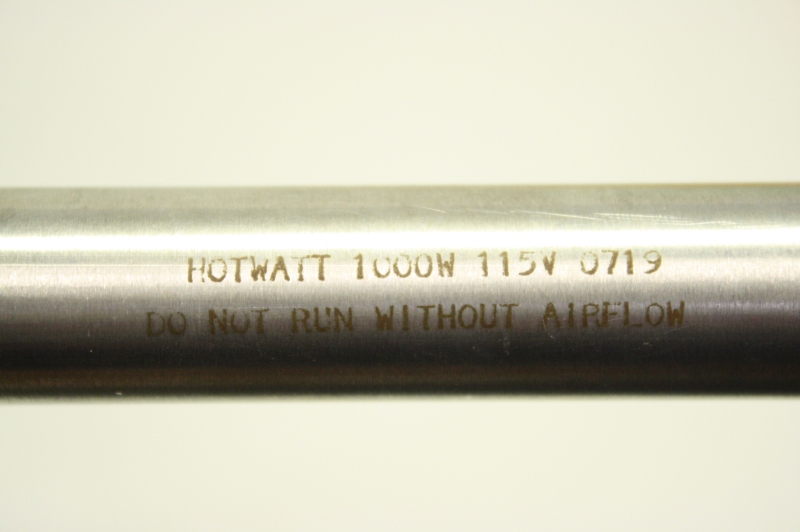 HOTWATT 1000W 115V 0719
DO NOT RUN WITHOUT AIRFLOW